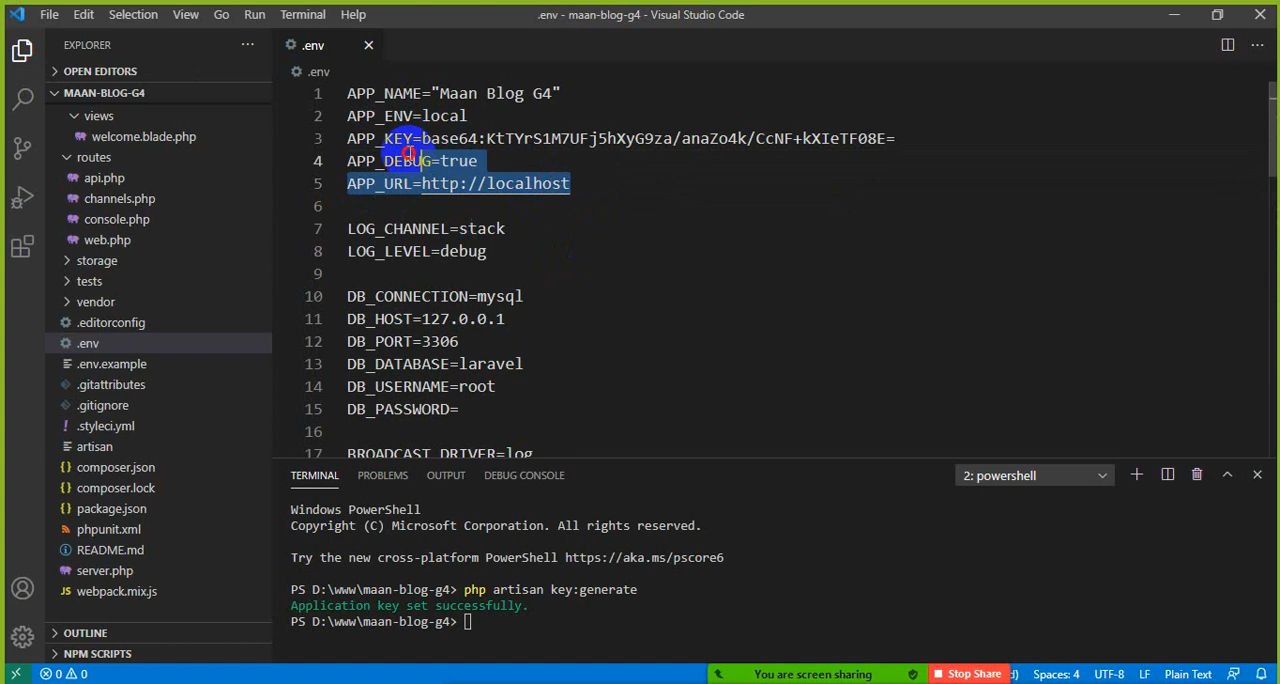 File Edit Selection View Go Run Terminal Help
.env - maan-blog-g4 - Visual Studio Code
EXPLORER
OPEN EDITORS
MAAN-BLOG-G4
views
welcome.blade.php
routes
api.php
channels.php
console.php
web.php
storage
tests
vendor
.editorconfig
.env
.env.example
.gitattributes
.gitignore
.styleci.yml
artisan
composer.json
composer.lock
package.json
phpunit.xml
README.md
server.php
webpack.mix.js
OUTLINE
NPM SCRIPTS
.env
.env
1 APP_NAME="Maan Blog G4"
2 APP_ENV=local
3 APP_KEY=base64:KtTYrS1M7UFj5hXyG9za/anaZo4k/CcNF+kXIeTF08E=
4 APP_DEBUG=true
5 APP_URL=http://localhost
6
7 LOG_CHANNEL=stack
8 LOG_LEVEL=debug
9
10 DB_CONNECTION=mysql
11 DB_HOST=127.0.0.1
12 DB_PORT=3306
13 DB_DATABASE=laravel
14 DB_USERNAME=root
15 DB_PASSWORD=
16
17 BROADCAST_DRIVER=log
TERMINAL PROBLEMS OUTPUT DEBUG CONSOLE
2: powershell
Windows PowerShell
Copyright (C) Microsoft Corporation. All rights reserved.
Try the new cross-platform PowerShell https://aka.ms/pscore6
PS D:\www\maan-blog-g4> php artisan key:generate
Application key set successfully.
PS D:\www\maan-blog-g4>
0 0
You are screen sharing
Stop Share
d) Spaces: 4 UTF-8 LF Plain Text